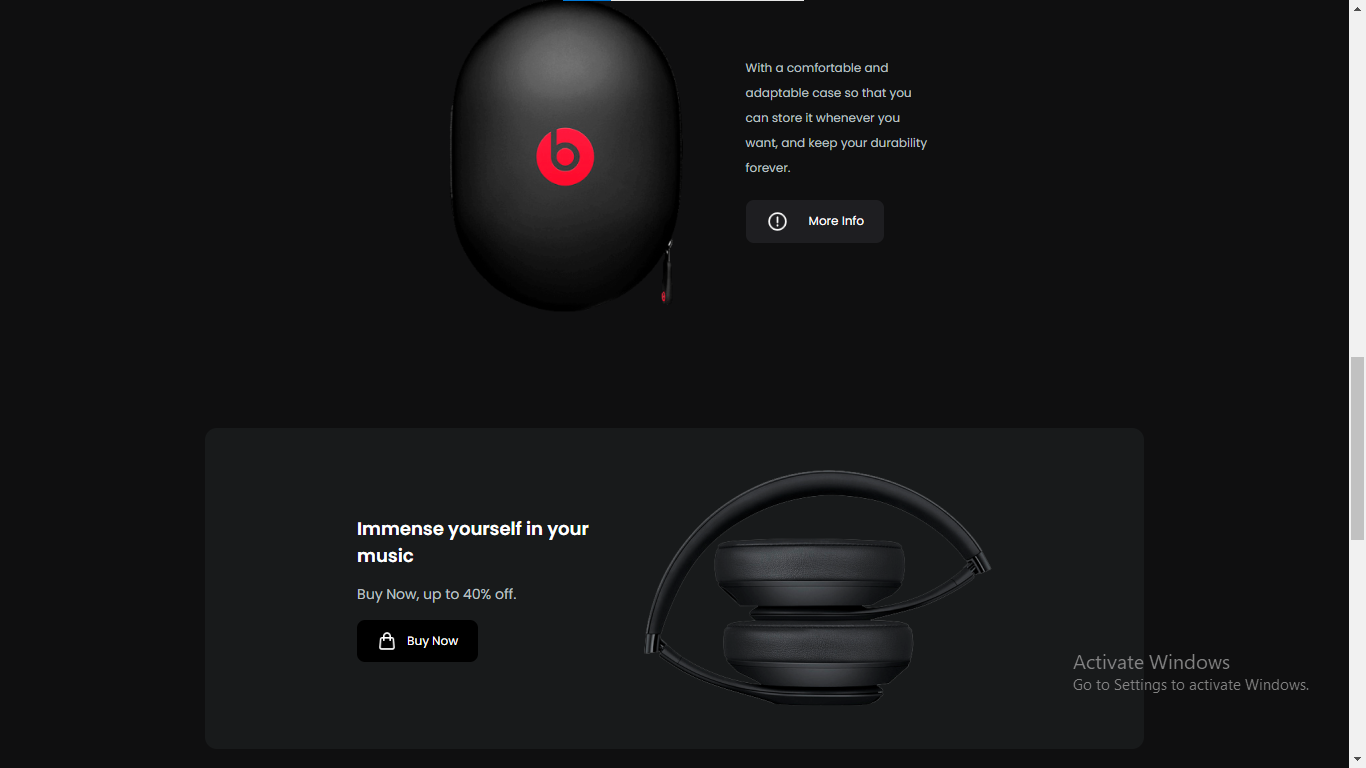 With a comfortable and
adaptable case so that you
can store it whenever you
want, and keep your durability
forever.
More Info
Immense yourself in your
music
Buy Now, up to 40% off.
Buy Now
Activate Windows
Go to Settings to activate Windows.